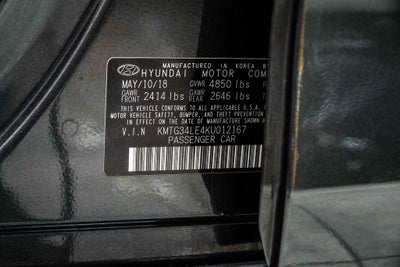 MANUFACTURED IN KOREA BY
HYUNDAI MOTOR COM
MAY/10/18 GVWR 4850 lbs
GAWR FRONT 2414 lbs GAWR REAR 2646 lbs
THIS VEHICLE CONFORMS TO ALL APPLICABLE U.S.A. FEDERAL
MOTOR VEHICLE SAFETY, BUMPER, AND THEFT PREVENTION
IN EFFECT ON THE DATE OF MANUFACTURE SHOWN
V.I.N KMTG34LE4KU012167
PASSENGER CAR